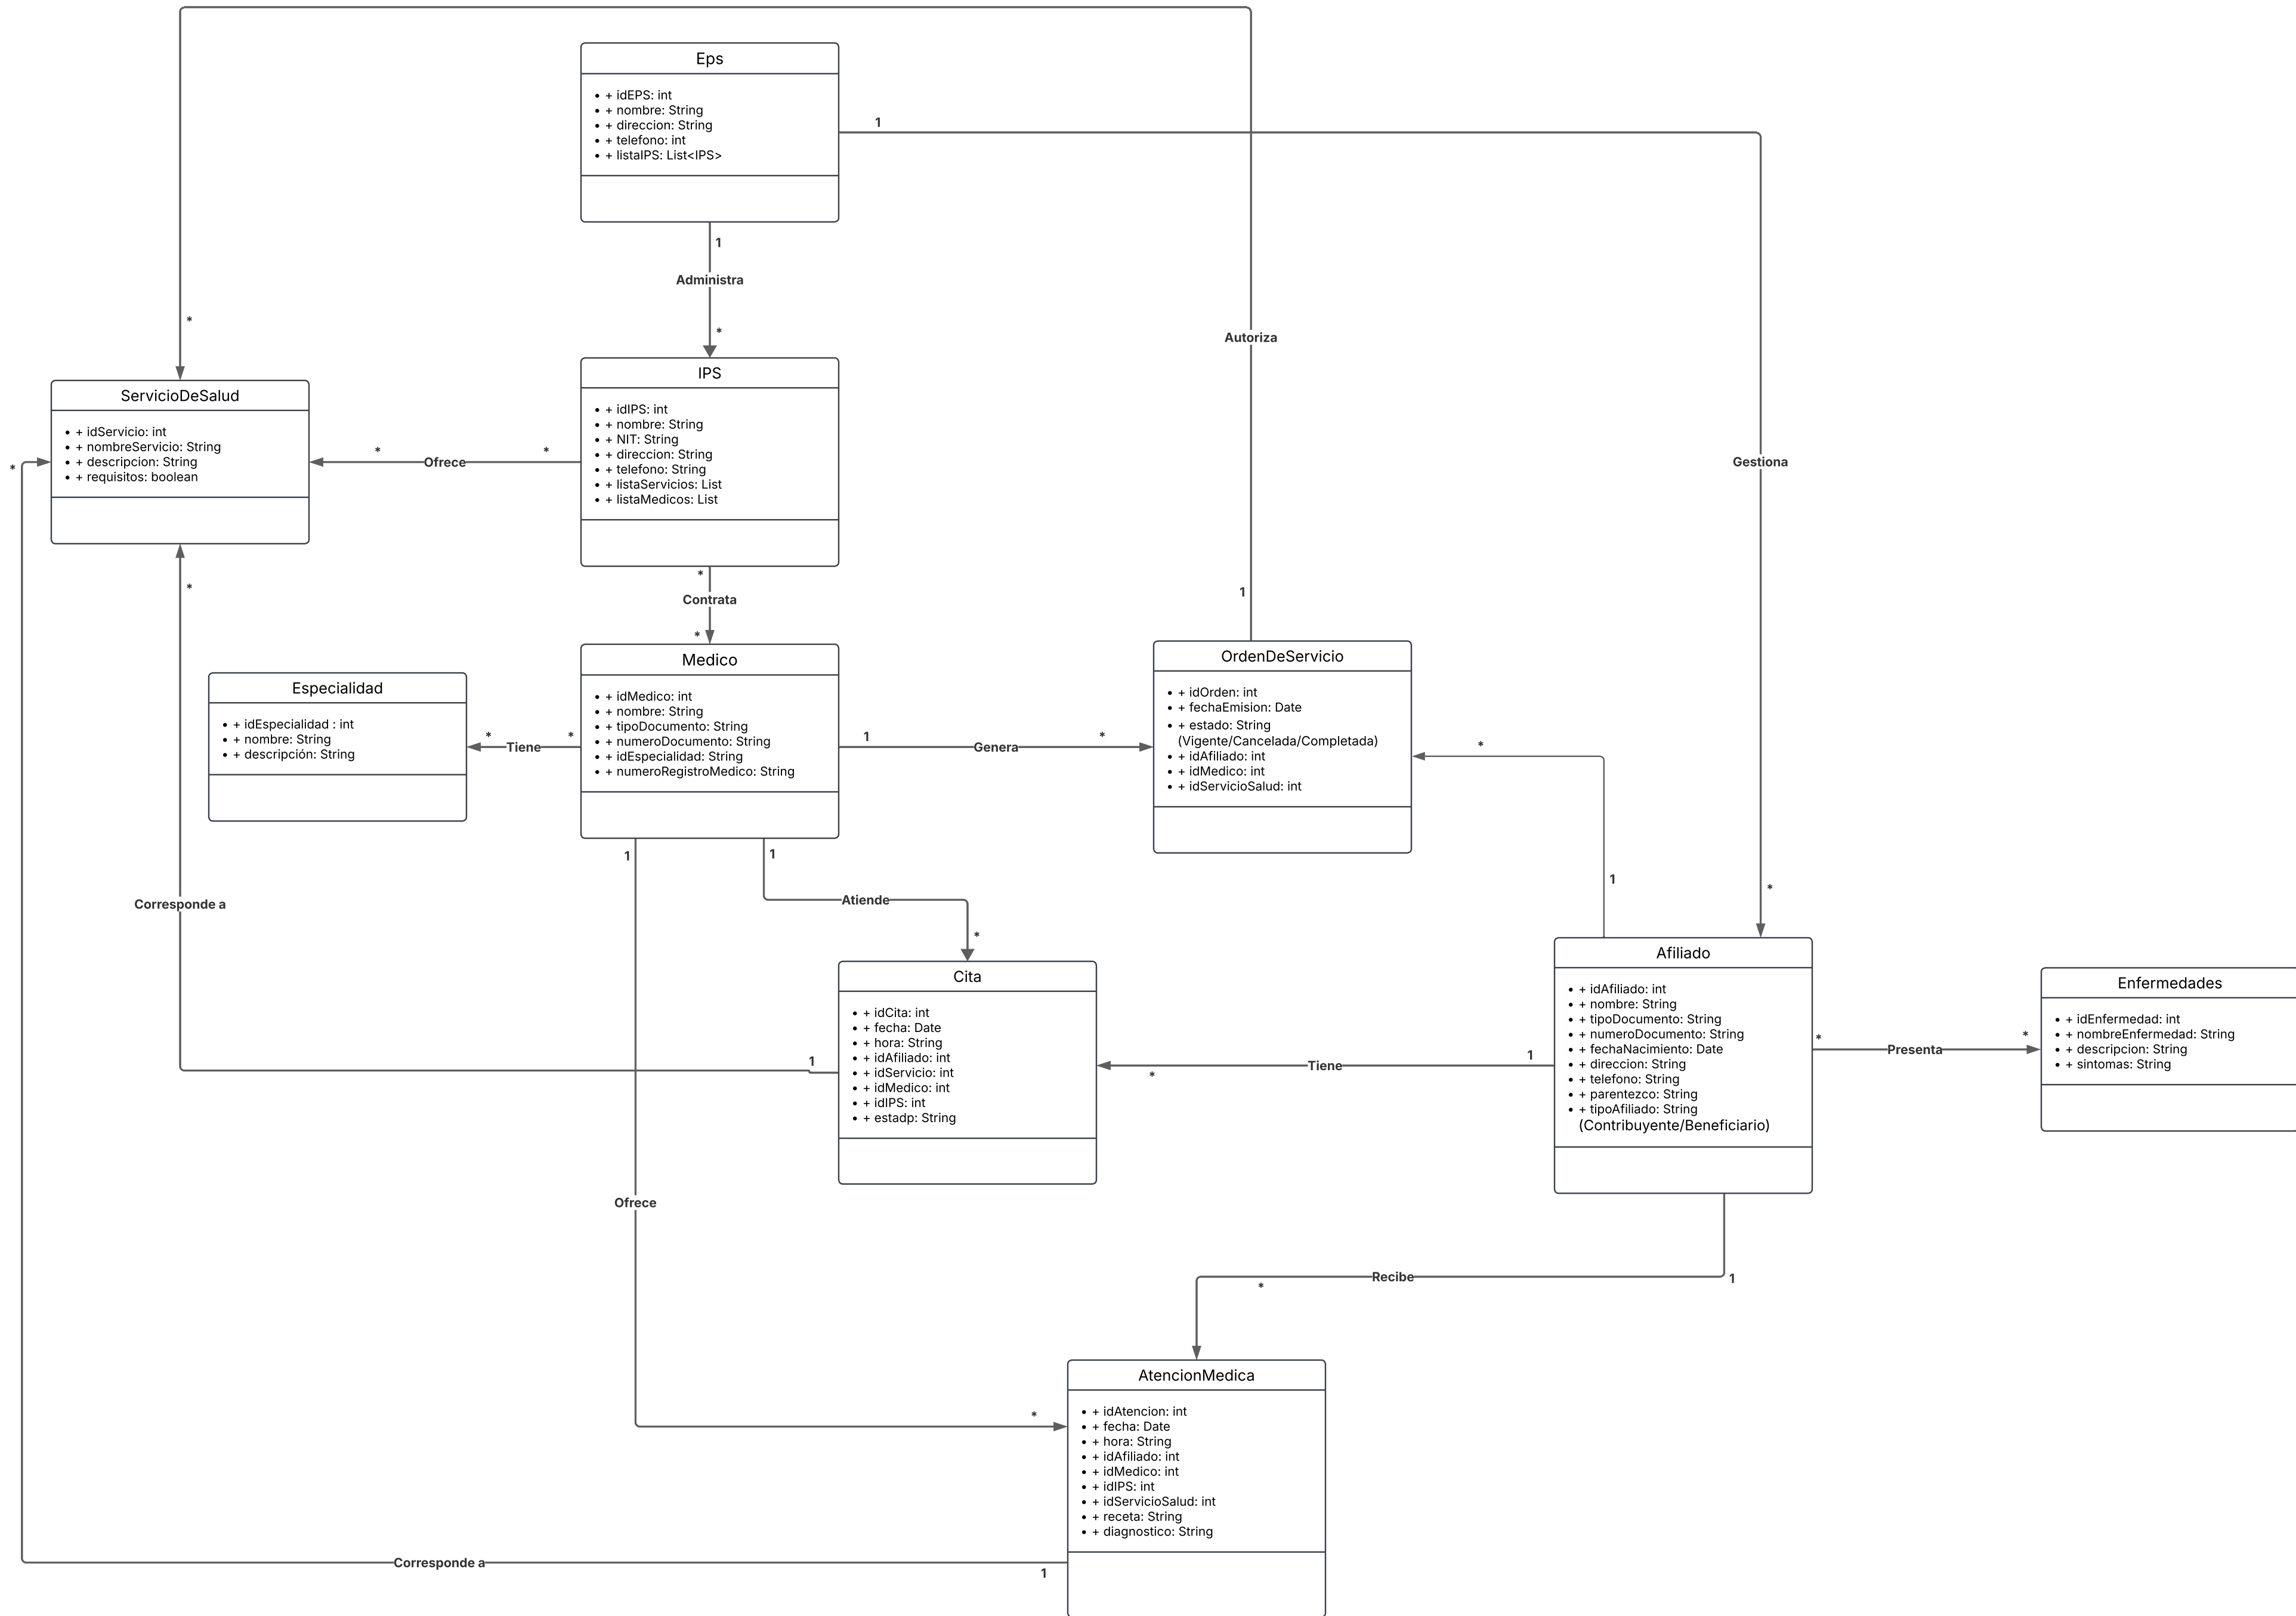 Eps
+ idEPS: int
+ nombre: String
+ direccion: String
+ telefono: int
+ listaIPS: List<IPS>
1
1
Administra
*
Autoriza
1
*
Gestiona
*
IPS
+ idIPS: int
+ nombre: String
+ NIT: String
+ direccion: String
+ telefono: String
+ listaServicios: List
+ listaMedicos: List
ServicioDeSalud
+ idServicio: int
+ nombreServicio: String
+ descripcion: String
+ requisitos: boolean
*
*
Ofrece
*
*
Contrata
*
*
Medico
+ idMedico: int
+ nombre: String
+ tipoDocumento: String
+ numeroDocumento: String
+ idEspecialidad: String
+ numeroRegistroMedico: String
Especialidad
+ idEspecialidad : int
+ nombre: String
+ descripción: String
*
Tiene
*
1
Genera
*
OrdenDeServicio
+ idOrden: int
+ fechaEmision: Date
+ estado: String
(Vigente/Cancelada/Completada)
+ idAfiliado: int
+ idMedico: int
+ idServicioSalud: int
*
1
1
1
Atiende
*
Corresponde a
1
Cita
+ idCita: int
+ fecha: Date
+ hora: String
+ idAfiliado: int
+ idServicio: int
+ idMedico: int
+ idIPS: int
+ estadp: String
*
Tiene
1
Afiliado
+ idAfiliado: int
+ nombre: String
+ tipoDocumento: String
+ numeroDocumento: String
+ fechaNacimiento: Date
+ direccion: String
+ telefono: String
+ parentezco: String
+ tipoAfiliado: String
(Contribuyente/Beneficiario)
*
Presenta
*
Enfermedades
+ idEnfermedad: int
+ nombreEnfermedad: String
+ descripcion: String
+ sintomas: String
Ofrece
*
Recibe
1
*
AtencionMedica
+ idAtencion: int
+ fecha: Date
+ hora: String
+ idAfiliado: int
+ idMedico: int
+ idIPS: int
+ idServicioSalud: int
+ receta: String
+ diagnostico: String
Corresponde a
1